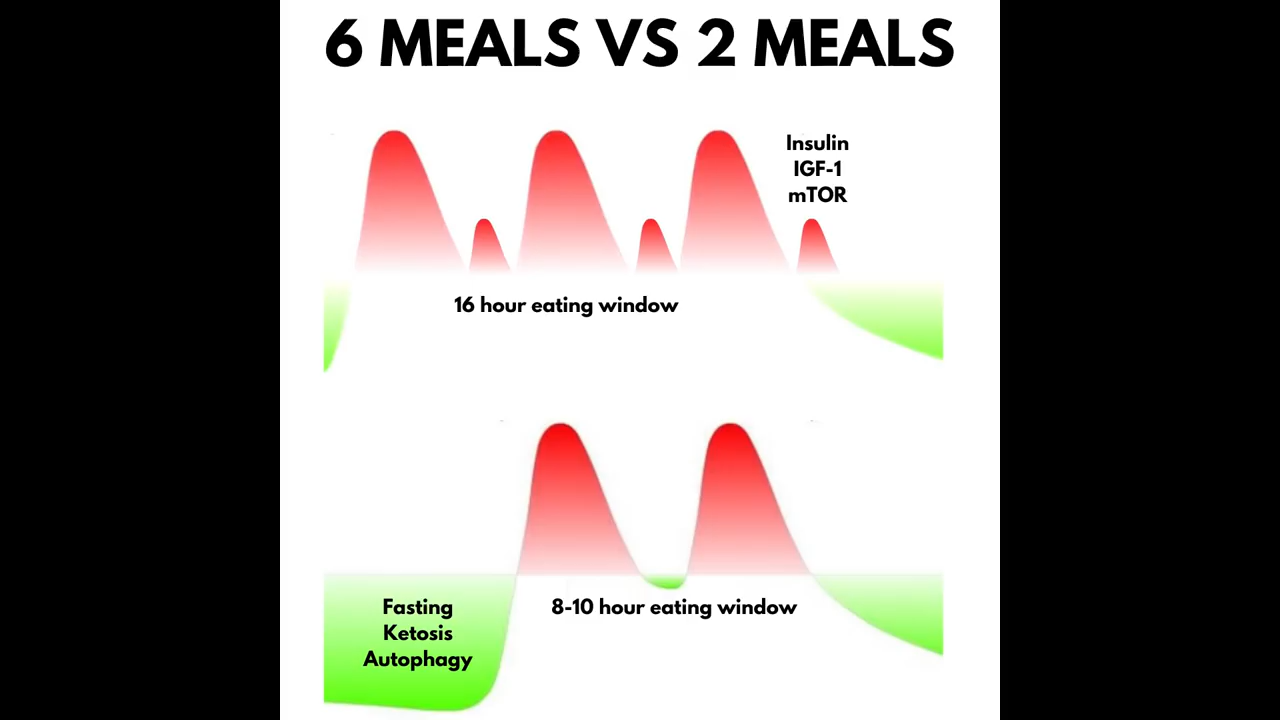 6 MEALS VS 2 MEALS
Insulin
IGF-1
mTOR
16 hour eating window
Fasting
Ketosis
Autophagy
8-10 hour eating window